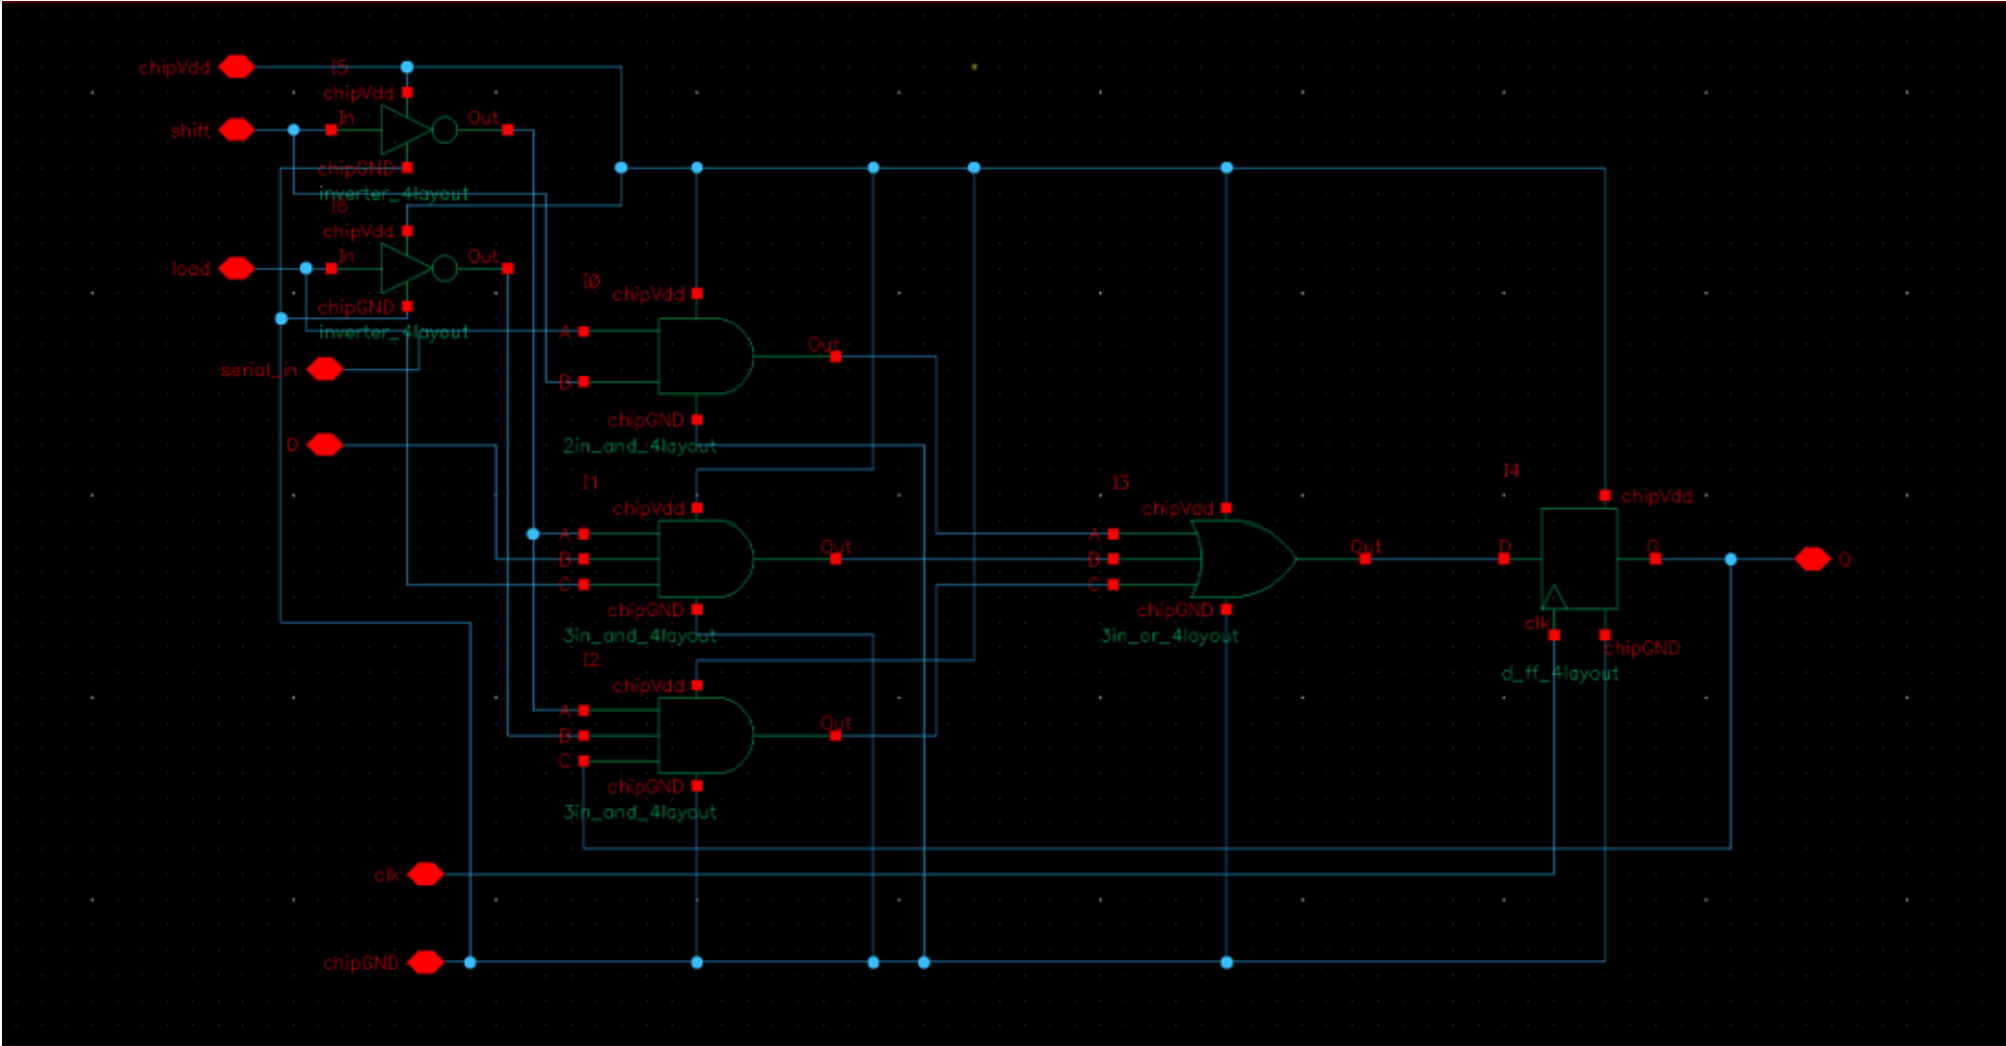 chipVdd
I5
chipVdd
shift
In
Out
chipGND
inverter_4layout
I6
chipVdd
load
In
Out
chipGND
inverter_4layout
serial_in
D
I0
chipVdd
A
B
Out
chipGND
2in_and_4layout
I1
chipVdd
A
B
C
Out
chipGND
3in_and_4layout
I2
chipVdd
A
B
C
Out
chipGND
3in_and_4layout
I3
chipVdd
A
B
C
Out
chipGND
3in_or_4layout
I4
chipVdd
D
Q
clk
chipGND
d_ff_4layout
Q
clk
chipGND